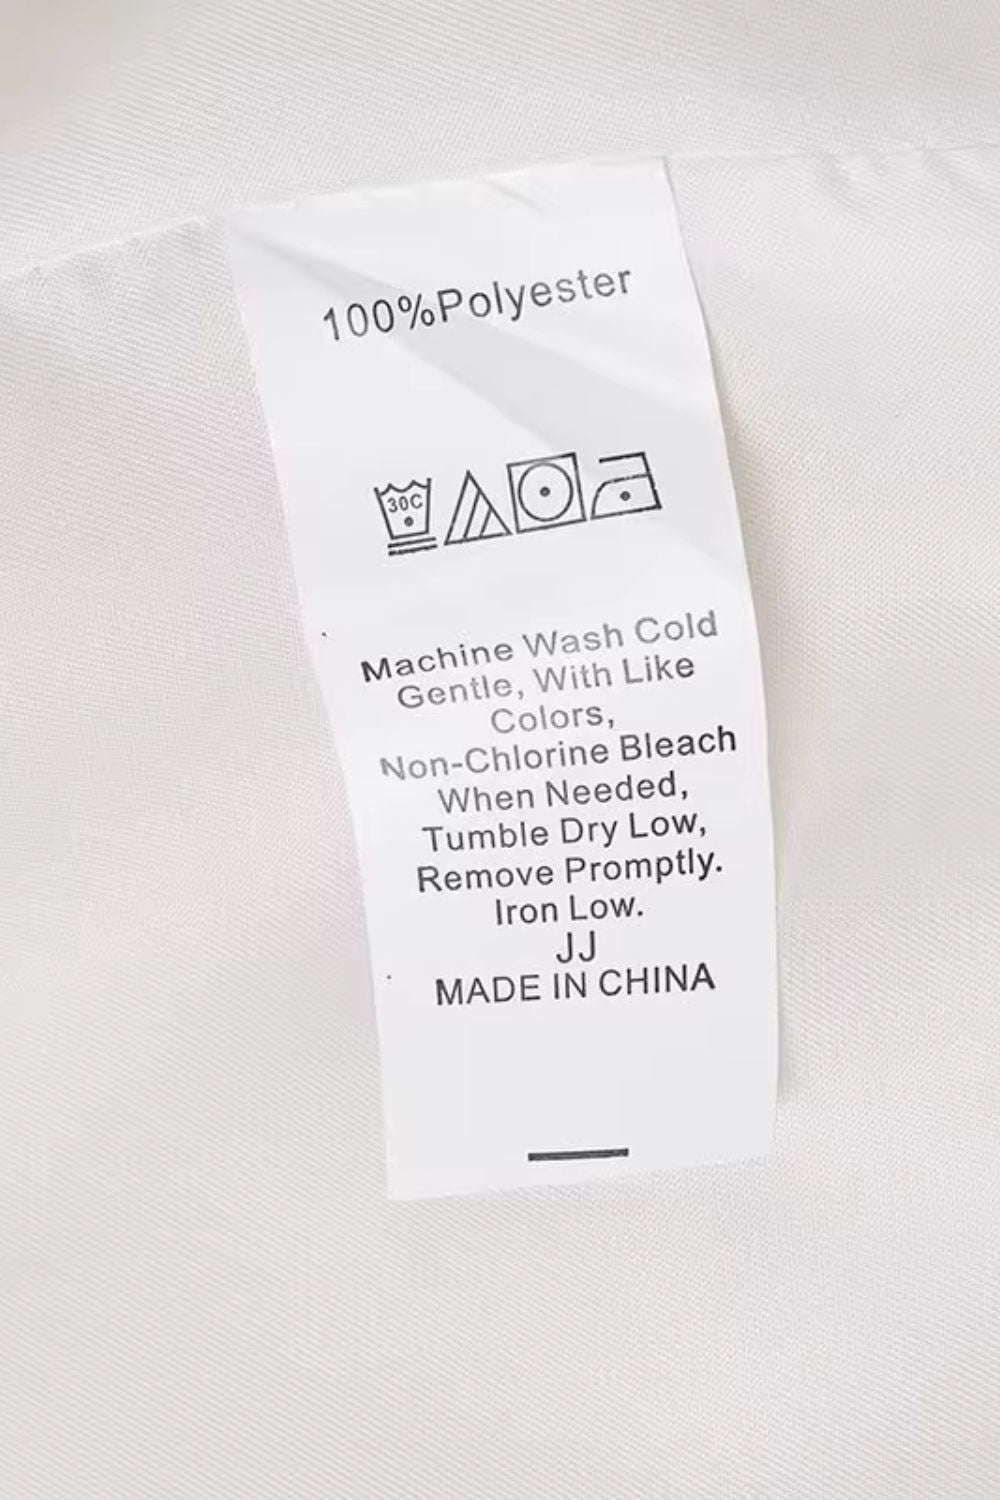 100%Polyester
30C
Machine Wash Cold
Gentle, With Like
Colors,
Non-Chlorine Bleach
When Needed,
Tumble Dry Low,
Remove Promptly.
Iron Low.
JJ
MADE IN CHINA